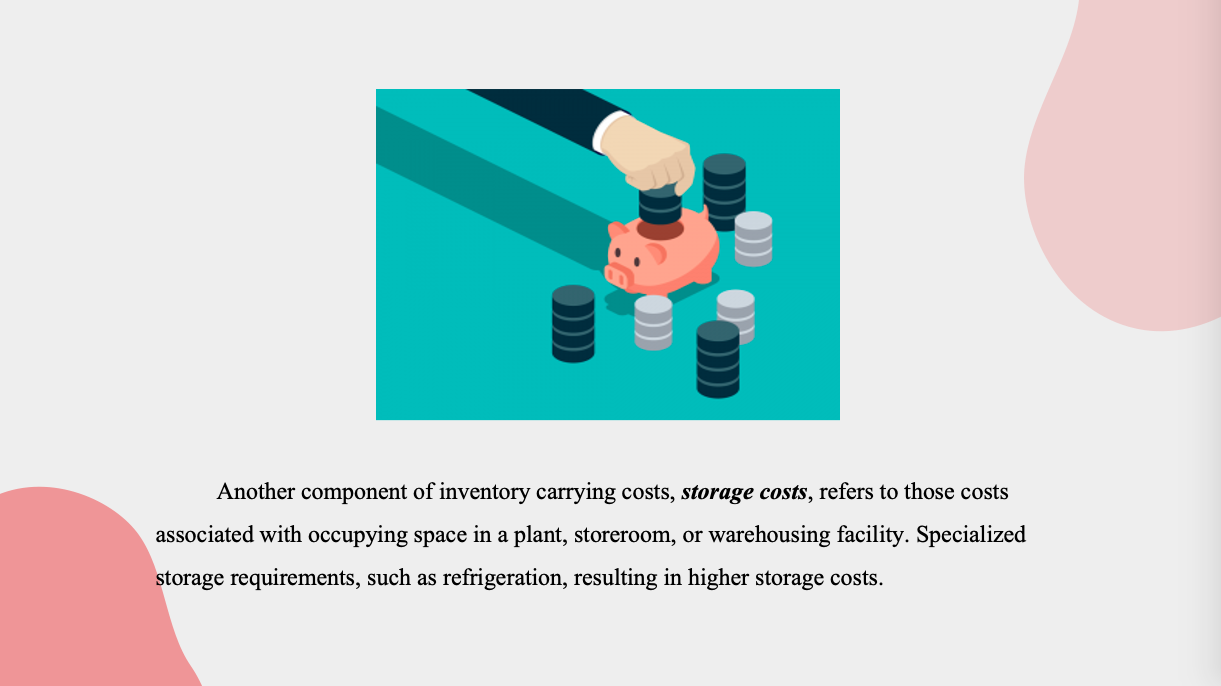 Another component of inventory carrying costs, storage costs, refers to those costs
associated with occupying space in a plant, storeroom, or warehousing facility. Specialized
storage requirements, such as refrigeration, resulting in higher storage costs.